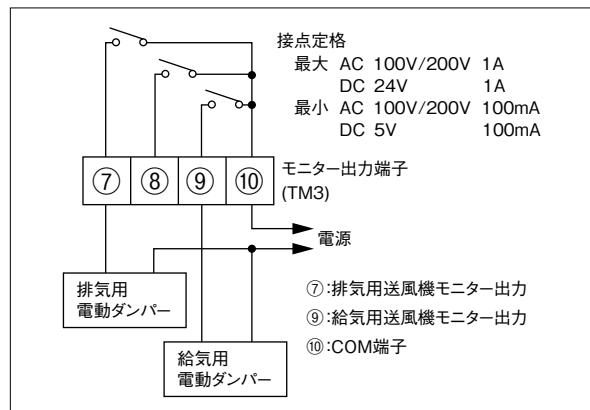 接点定格
最大 AC 100V/200V 1A
DC 24V 1A
最小 AC 100V/200V 100mA
DC 5V 100mA
⑦ ⑧ ⑨ ⑩
モニター出力端子
(TM3)
電源
排気用
電動ダンパー
給気用
電動ダンパー
⑦:排気用送風機モニター出力
⑨:給気用送風機モニター出力
⑩:COM端子